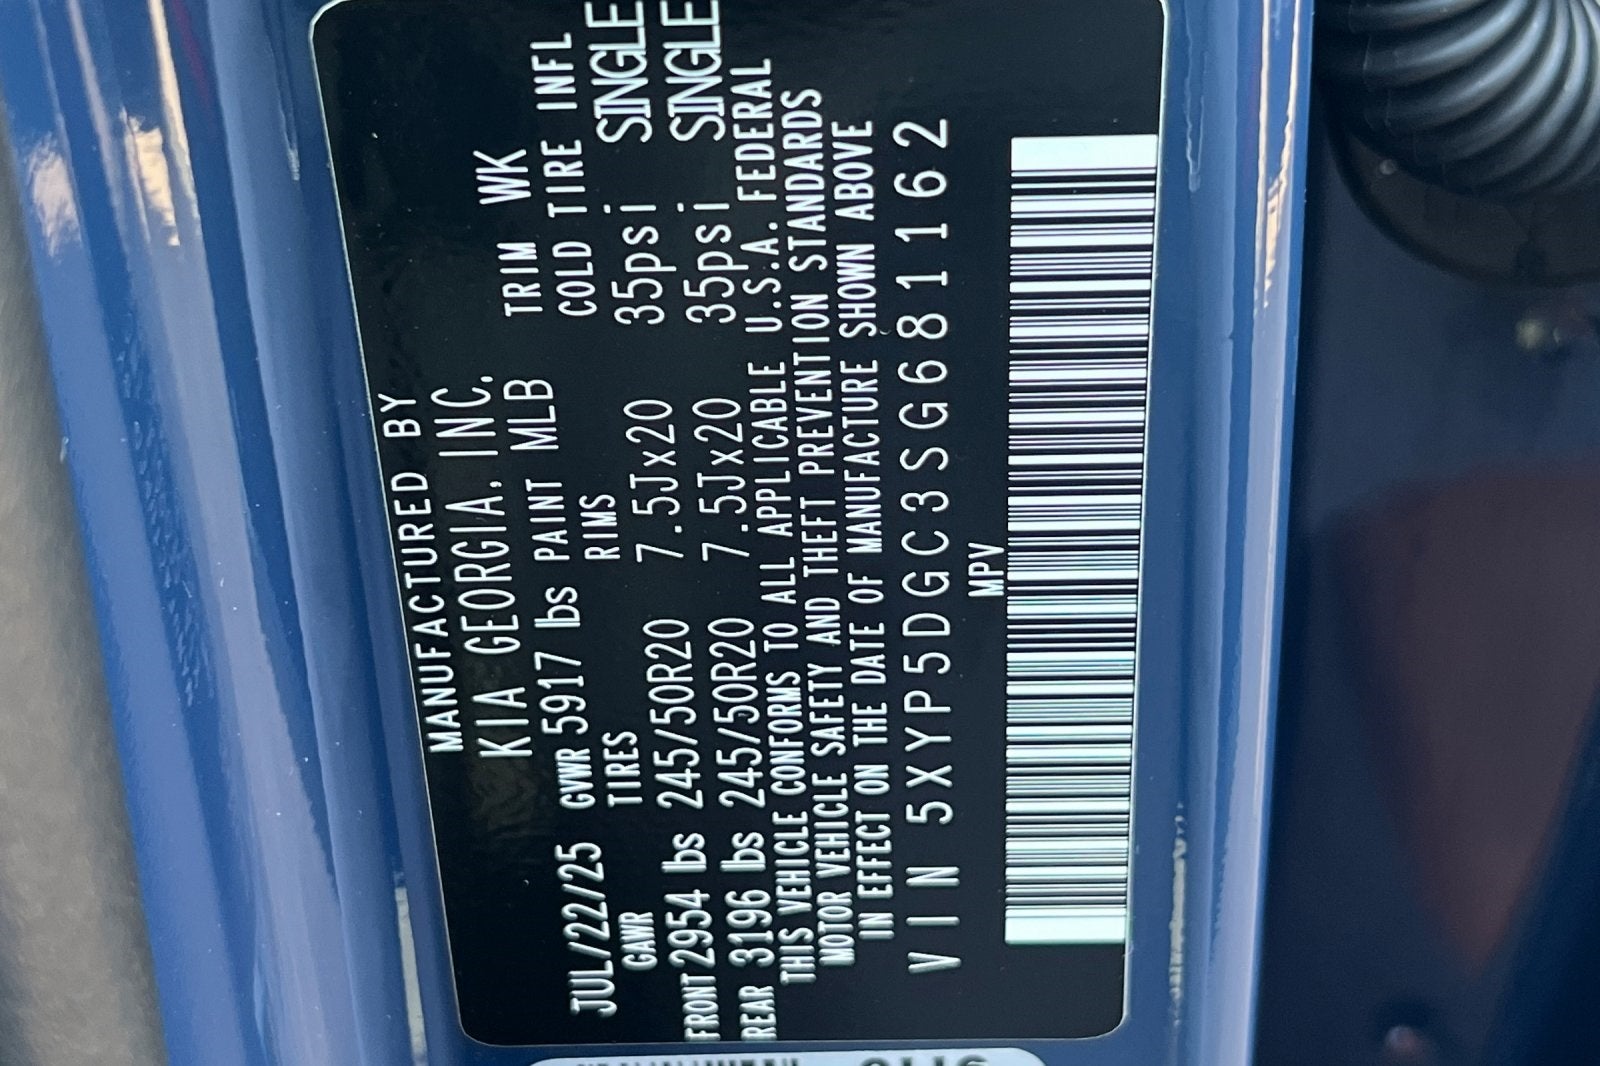 MANUFACTURED BY
KIA GEORGIA, INC.
JUL/22/25 GVWR 5917 lbs PAINT MLB TRIM WK
GAWR TIRES RIMS COLD TIRE INFL
FRONT 2954 lbs 245/50R20 7.5Jx20 35psi SINGLE
REAR 3196 lbs 245/50R20 7.5Jx20 35psi SINGLE
THIS VEHICLE CONFORMS TO ALL APPLICABLE U.S.A. FEDERAL
MOTOR VEHICLE SAFETY AND THEFT PREVENTION STANDARDS
IN EFFECT ON THE DATE OF MANUFACTURE SHOWN ABOVE
VIN 5XYP5DGC3SG681162
MPV